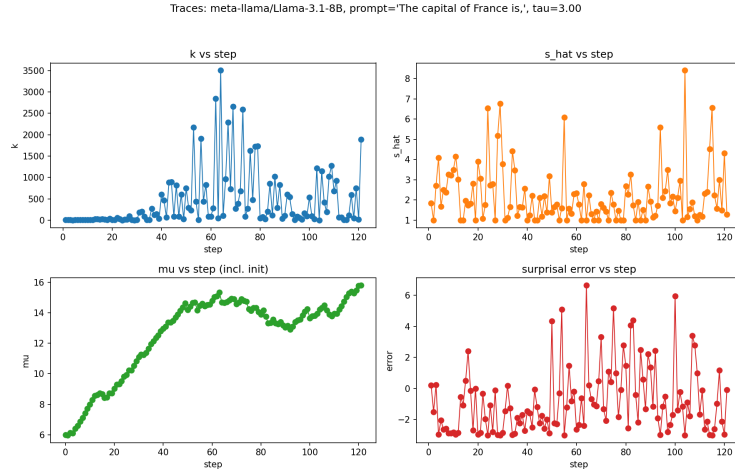 Traces: meta-llama/Llama-3.1-8B, prompt='The capital of France is,', tau=3.00
k vs step
3500
3000
2500
2000
1500
1000
500
0
k
0 20 40 60 80 100 120
step
s_hat vs step
8
7
6
5
4
3
2
1
s_hat
0 20 40 60 80 100 120
step
mu vs step (incl. init)
16
14
12
10
8
6
mu
0 20 40 60 80 100 120
step
surprisal error vs step
6
4
2
0
−2
error
0 20 40 60 80 100 120
step